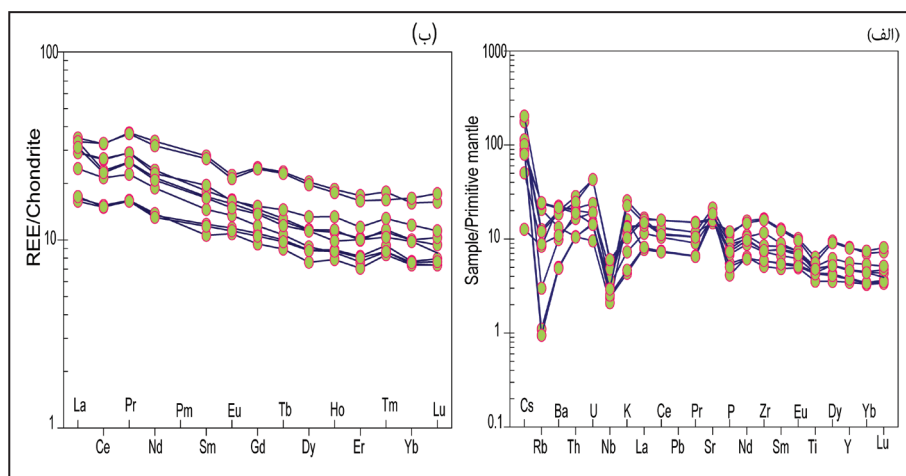 (ب)
100
10
1
REE/Chondrite
La Pr Pm Eu Tb Ho Tm Lu
Ce Nd Sm Gd Dy Er Yb
(الف)
1000
100
10
1
0.1
Sample/Primitive mantle
Cs Ba U K Ce Pr P Zr Eu Dy Yb
Rb Th Nb La Pb Sr Nd Sm Ti Y Lu